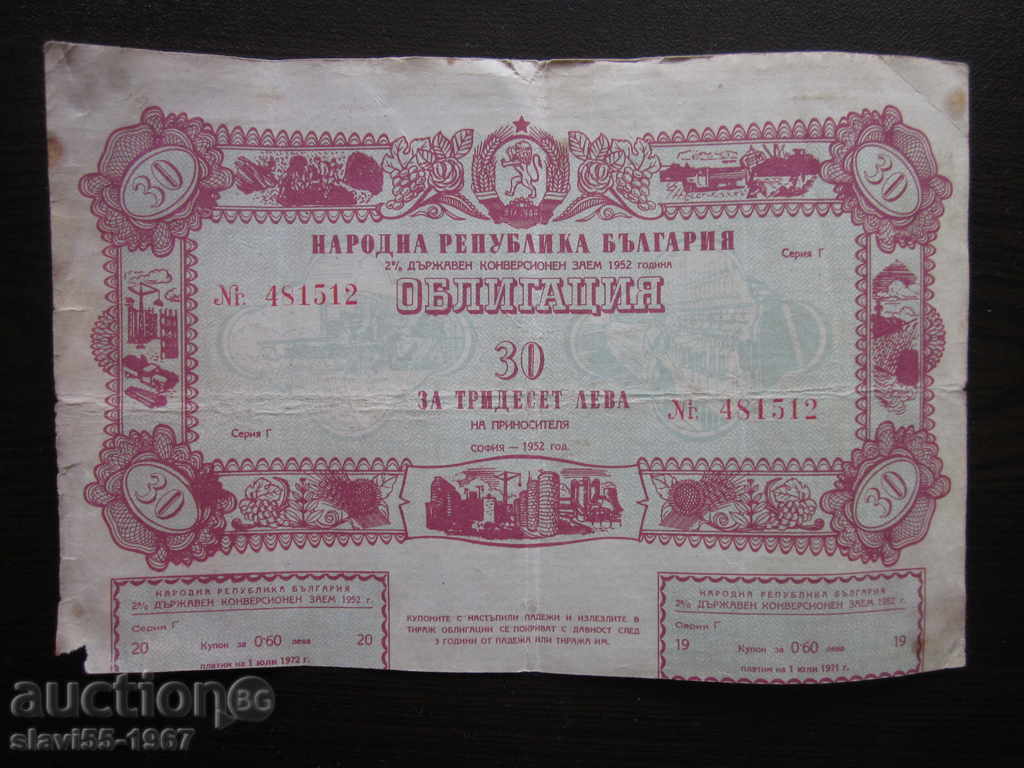 30
30
9 IX 1944
НАРОДНА РЕПУБЛИКА БЪЛГАРИЯ
2% ДЪРЖАВЕН КОНВЕРСИОНЕН ЗАЕМ 1952 година
Серия Г
№ 481512
ОБЛИГАЦИЯ
30
ЗА ТРИДЕСЕТ ЛЕВА
№ 481512
НА ПРИНОСИТЕЛЯ
Серия Г
СОФИЯ — 1952 год.
30
30
НАРОДНА РЕПУБЛИКА БЪЛГАРИЯ
2% ДЪРЖАВЕН КОНВЕРСИОНЕН ЗАЕМ 1952 г.
Серия Г
20 Купон за 0·60 лева 20
платим на 1 юли 1972 г.
КУПОНИТЕ С НАСТЪПИЛИ ПАДЕЖИ И ИЗЛЕЗЛИТЕ В
ТИРАЖ ОБЛИГАЦИИ СЕ ПОКРИВАТ С ДАВНОСТ СЛЕД
3 ГОДИНИ ОТ ПАДЕЖА ИЛИ ТИРАЖА ИМ.
НАРОДНА РЕПУБЛИКА БЪЛГАРИЯ
2% ДЪРЖАВЕН КОНВЕРСИОНЕН ЗАЕМ 1952 г.
Серия Г
19 Купон за 0·60 лева 19
платим на 1 юли 1971 г.
auction BG
slavi55-1967